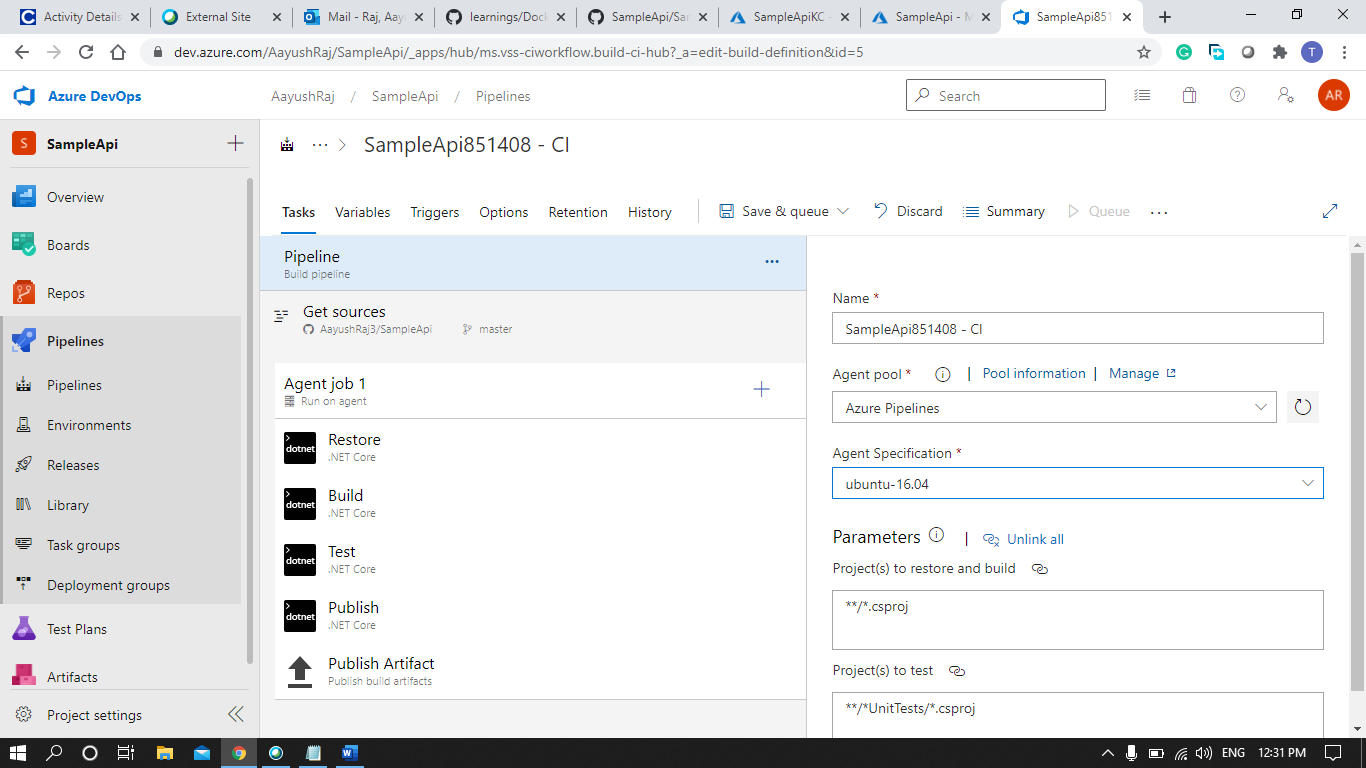 Activity Details
External Site
Mail - Raj, Aay
learnings/Dock
SampleApi/Sam
SampleApiKC -
SampleApi - M
SampleApi851
dev.azure.com/AayushRaj/SampleApi/_apps/hub/ms.vss-ciworkflow.build-ci-hub?_a=edit-build-definition&id=5
T
Azure DevOps
AayushRaj / SampleApi / Pipelines
Search
AR
S SampleApi
SampleApi851408 - CI
Overview
Boards
Repos
Pipelines
Pipelines
Environments
Releases
Library
Task groups
Deployment groups
Test Plans
Artifacts
Project settings
Tasks Variables Triggers Options Retention History Save & queue Discard Summary Queue
Pipeline
Build pipeline
Get sources
AayushRaj3/SampleApi master
Agent job 1
Run on agent
dotnet Restore
.NET Core
dotnet Build
.NET Core
dotnet Test
.NET Core
dotnet Publish
.NET Core
Publish Artifact
Publish build artifacts
Name *
SampleApi851408 - CI
Agent pool * | Pool information | Manage
Azure Pipelines
Agent Specification *
ubuntu-16.04
Parameters | Unlink all
Project(s) to restore and build
**/*.csproj
Project(s) to test
**/*UnitTests/*.csproj
ENG 12:31 PM